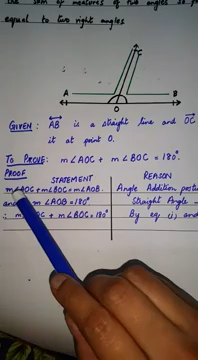 the sum of measures of two angles so
equal to two right angles
C
A B
O
GIVEN: AB is a straight line and OC
it at point O.
TO PROVE: m∠AOC + m∠BOC = 180°
PROOF
STATEMENT REASON
m∠AOC + m∠BOC = m∠AOB. Angle Addition postu
and m∠AOB = 180° Straight Angle
∴ m∠AOC + m∠BOC = 180° By eq i) and